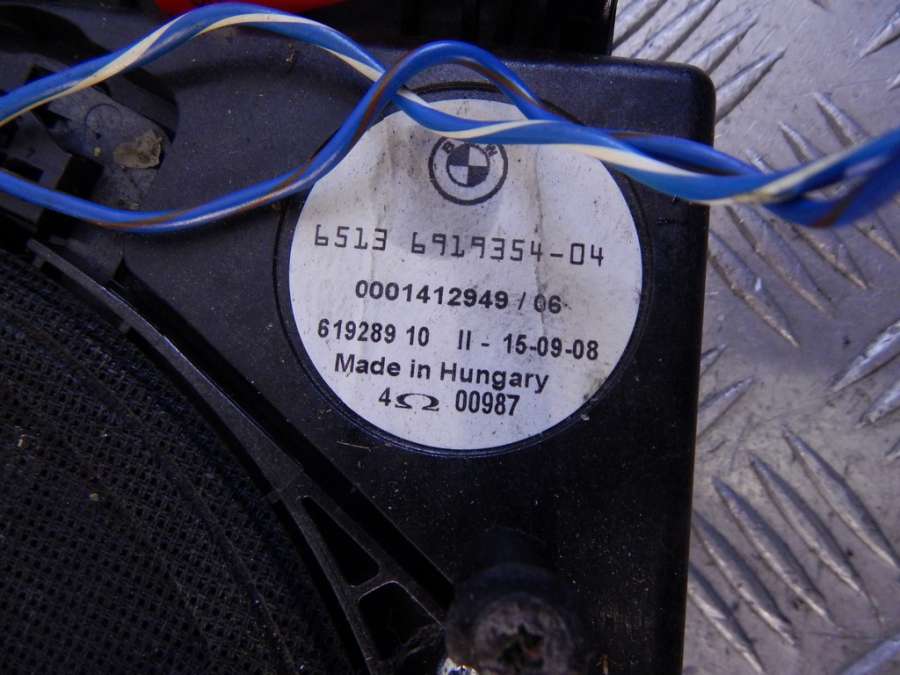 6513 6919354-04
0001412949 / 06
619289 10 II - 15-09-08
Made in Hungary
4Ω 00987